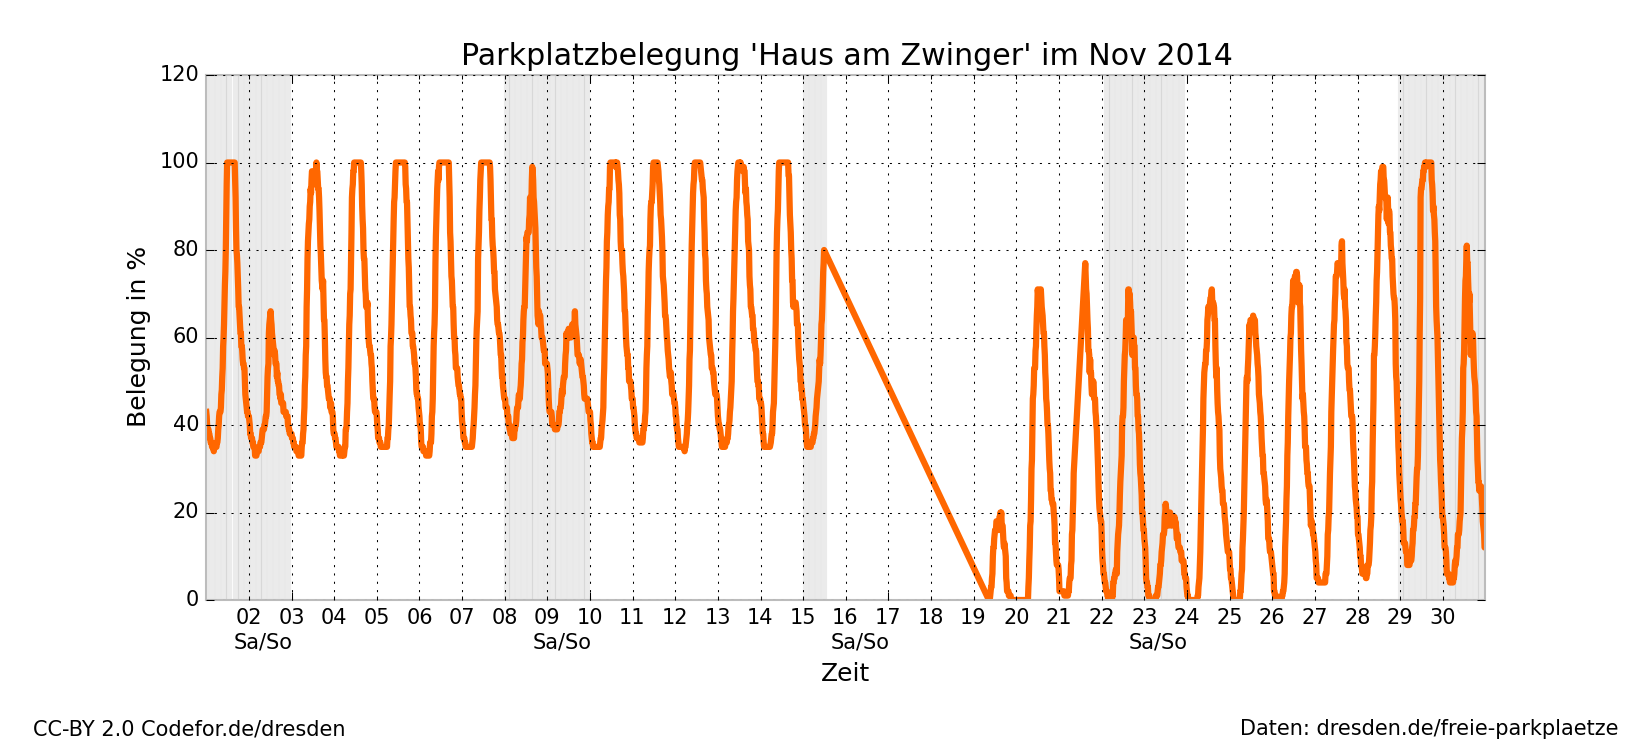 Parkplatzbelegung 'Haus am Zwinger' im Nov 2014
120
100
80
60
40
20
0
Belegung in %
02 03 04 05 06 07 08 09 10 11 12 13 14 15 16 17 18 19 20 21 22 23 24 25 26 27 28 29 30
Sa/So Sa/So Sa/So Sa/So
Zeit
CC-BY 2.0 Codefor.de/dresden
Daten: dresden.de/freie-parkplaetze